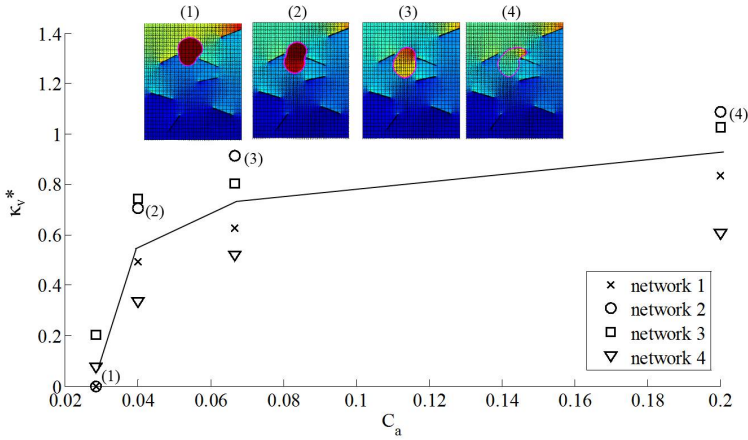 (1) (2) (3) (4)
1.4
1.2
1
0.8
0.6
0.4
0.2
0
κv*
(4)
(3)
(2)
(1)
network 1
network 2
network 3
network 4
0.02 0.04 0.06 0.08 0.1 0.12 0.14 0.16 0.18 0.2
Ca